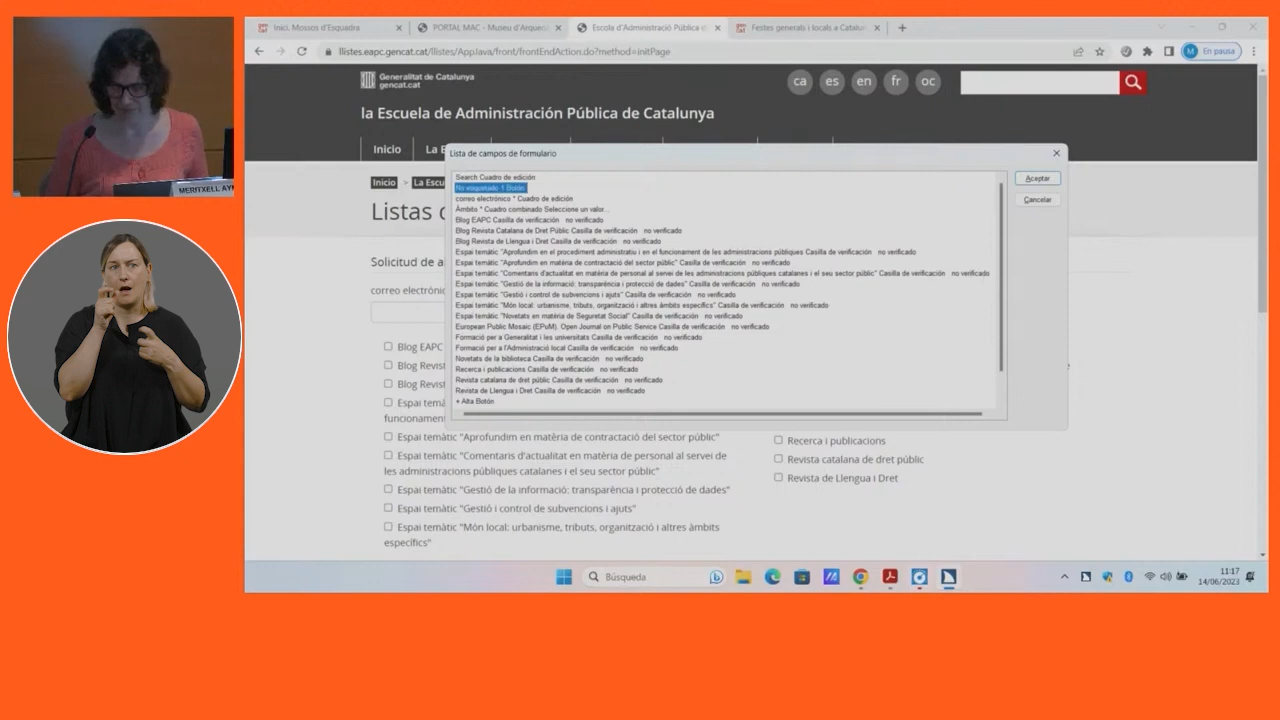 Inici. Mossos d'Esquadra
PORTAL MAC - Museu d'Arqueo
Escola d'Administració Pública d
Festes generals i locals a Catalun
llistes.eapc.gencat.cat/llistes/AppJava/front/frontEndAction.do?method=initPage
M En pausa
Generalitat de Catalunya
gencat.cat
ca es en fr oc
la Escuela de Administración Pública de Catalunya
Inicio La E
Inicio > La Escu
Listas d
Solicitud de a
correo electrónic
Lista de campos de formulario
Search Cuadro de edición
No etiquetado 1 Botón
correo electrónico * Cuadro de edición
Àmbito * Cuadro combinado Seleccione un valor...
Blog EAPC Casilla de verificación no verificado
Blog Revista Catalana de Dret Públic Casilla de verificación no verificado
Blog Revista de Llengua i Dret Casilla de verificación no verificado
Espai temàtic "Aprofundim en el procediment administratiu i en el funcionament de les administracions públiques Casilla de verificación no verificado
Espai temàtic "Aprofundim en matèria de contractació del sector públic" Casilla de verificación no verificado
Espai temàtic "Comentaris d'actualitat en matèria de personal al servei de les administracions públiques catalanes i el seu sector públic" Casilla de verificación no verificado
Espai temàtic "Gestió de la informació: transparència i protecció de dades" Casilla de verificación no verificado
Espai temàtic "Gestió i control de subvencions i ajuts" Casilla de verificación no verificado
Espai temàtic "Món local: urbanisme, tributs, organització i altres àmbits específics" Casilla de verificación no verificado
Espai temàtic "Novetats en matèria de Seguretat Social" Casilla de verificación no verificado
European Public Mosaic (EPuM). Open Journal on Public Service Casilla de verificación no verificado
Formació per a Generalitat i les universitats Casilla de verificación no verificado
Formació per a l'Administració local Casilla de verificación no verificado
Novetats de la biblioteca Casilla de verificación no verificado
Recerca i publicacions Casilla de verificación no verificado
Revista catalana de dret públic Casilla de verificación no verificado
Revista de Llengua i Dret Casilla de verificación no verificado
+ Alta Botón
Aceptar
Cancelar
Blog EAPC
Blog Revist
Blog Revist
Espai temà
funcionamen
Espai temàtic "Aprofundim en matèria de contractació del sector públic"
Espai temàtic "Comentaris d'actualitat en matèria de personal al servei de
les administracions públiques catalanes i el seu sector públic"
Espai temàtic "Gestió de la informació: transparència i protecció de dades"
Espai temàtic "Gestió i control de subvencions i ajuts"
Espai temàtic "Món local: urbanisme, tributs, organització i altres àmbits
específics"
Recerca i publicacions
Revista catalana de dret públic
Revista de Llengua i Dret
Búsqueda
11:17
14/06/2023
MERITXELL AYM